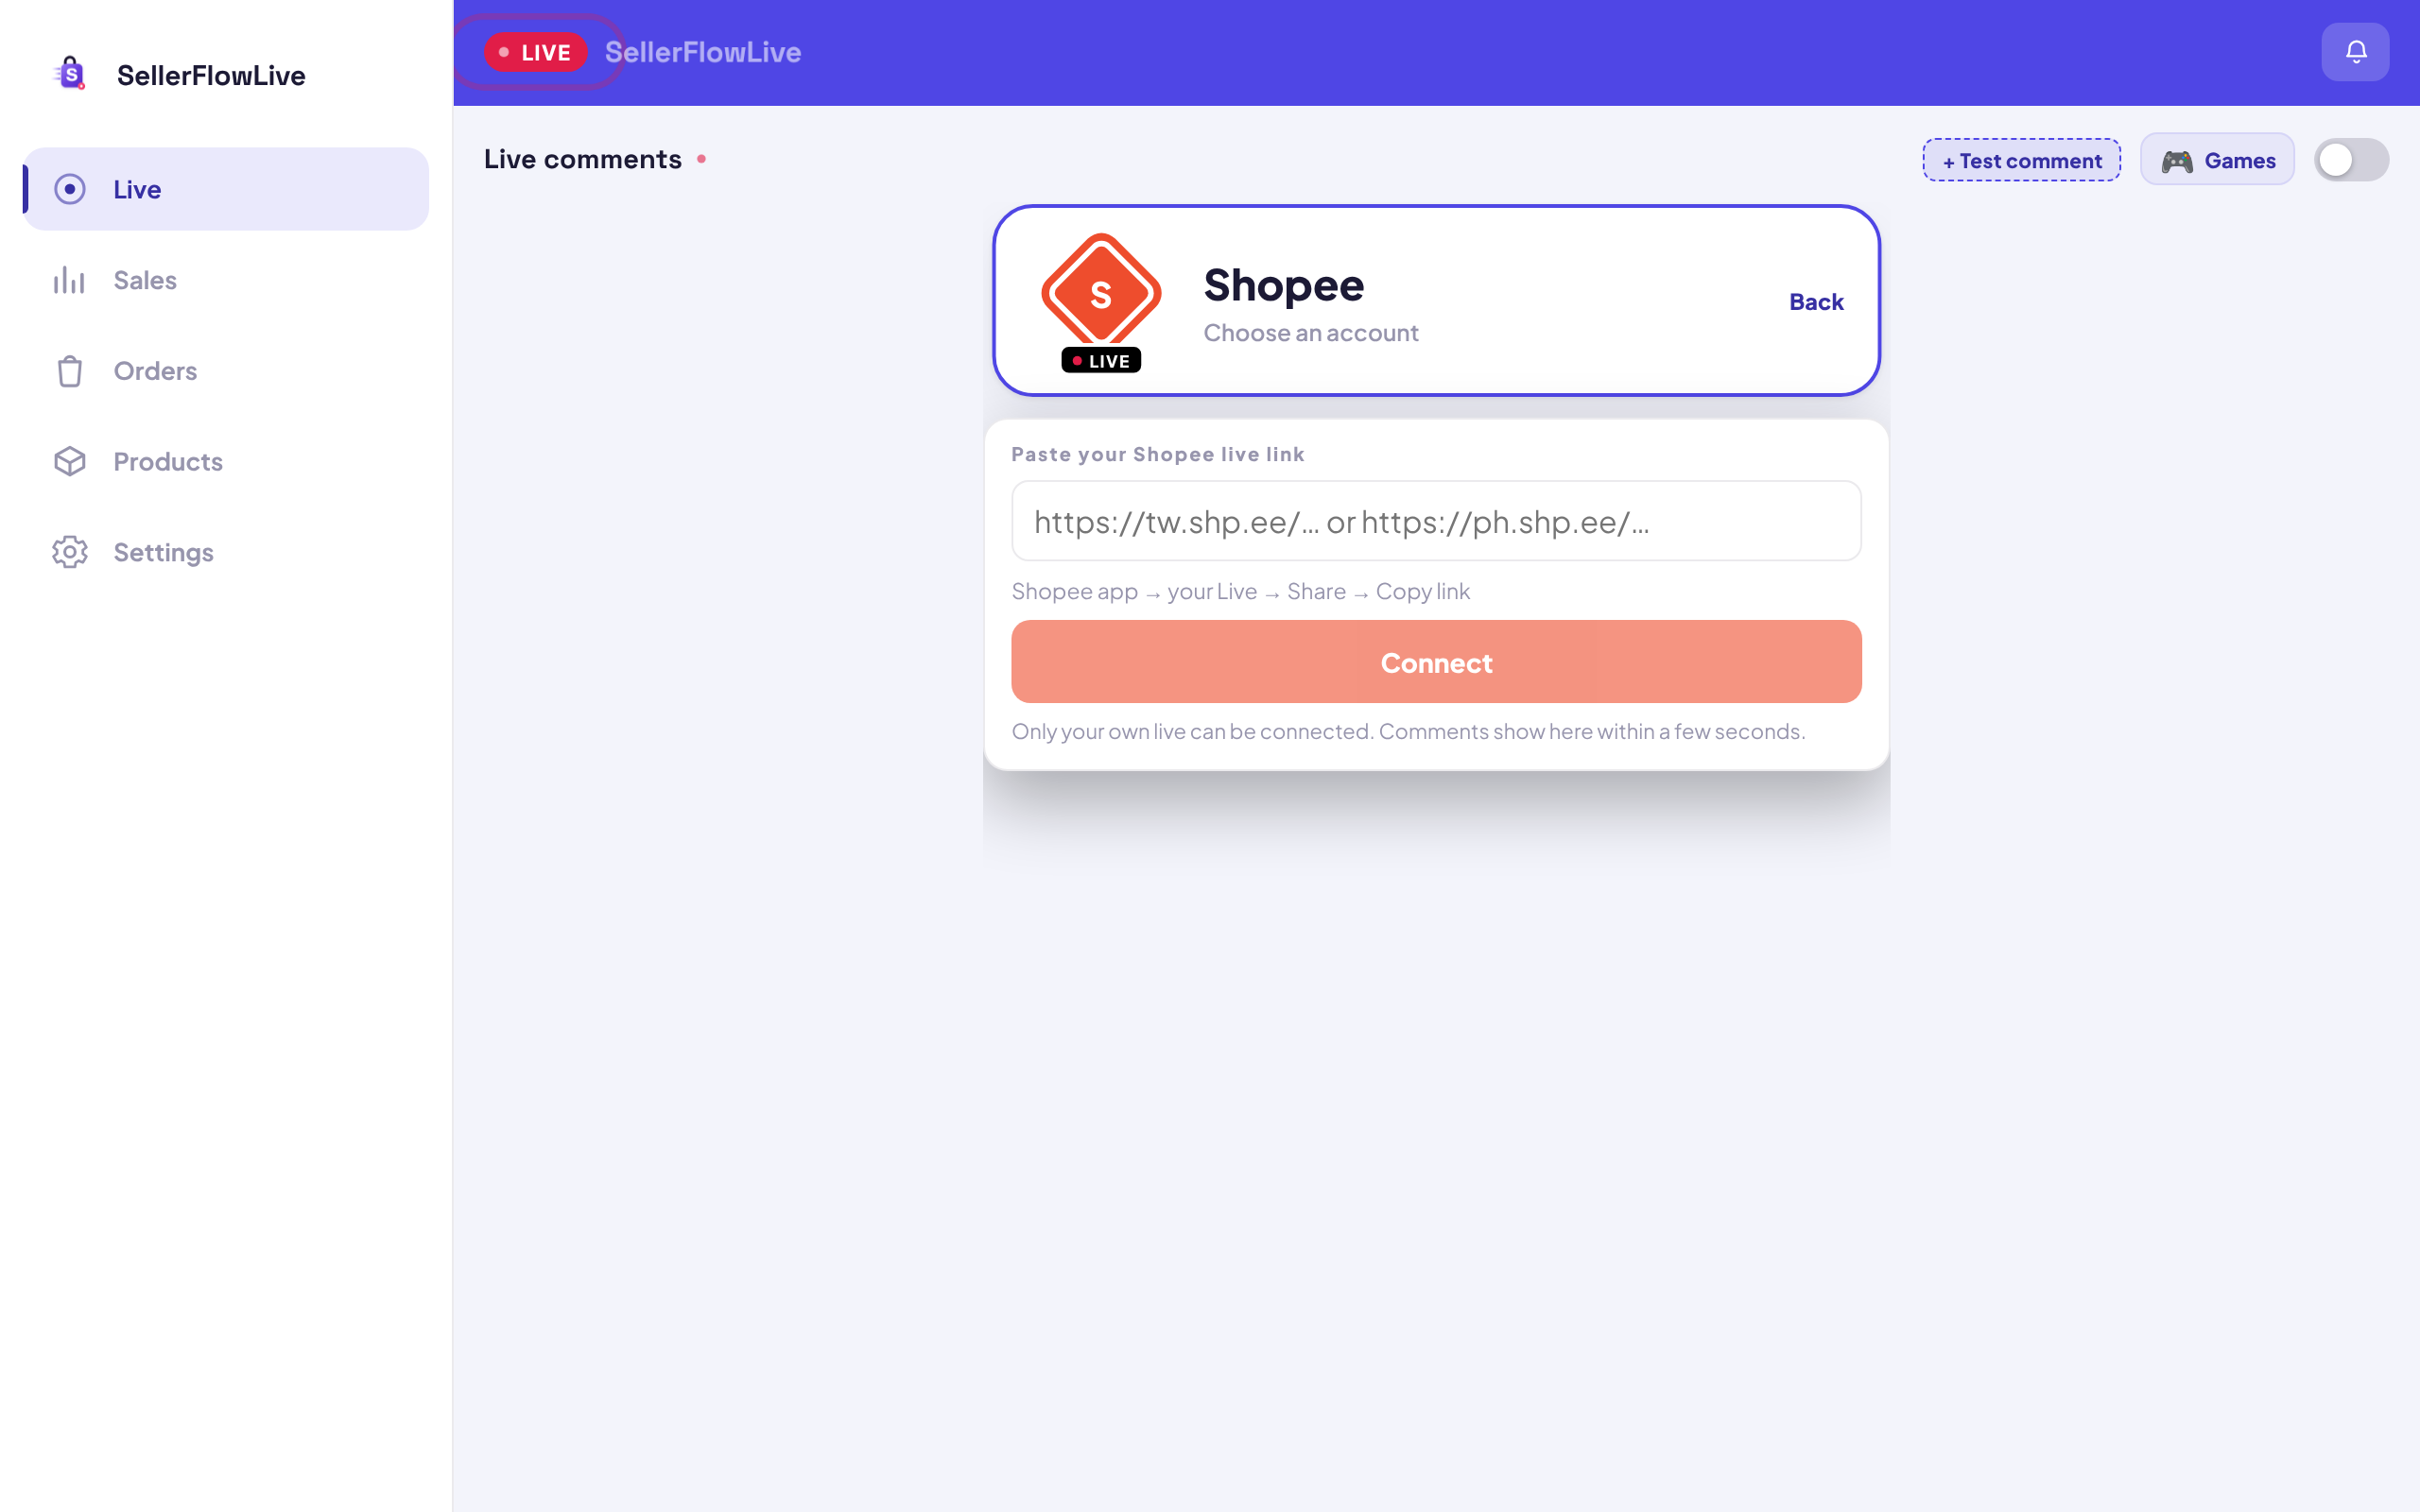 S
SellerFlowLive
Live
Sales
Orders
Products
Settings
LIVE
SellerFlowLive
Live comments
+ Test comment
🎮 Games
S
LIVE
Shopee
Choose an account
Back
Paste your Shopee live link
https://tw.shp.ee/... or https://ph.shp.ee/...
Shopee app → your Live → Share → Copy link
Connect
Only your own live can be connected. Comments show here within a few seconds.